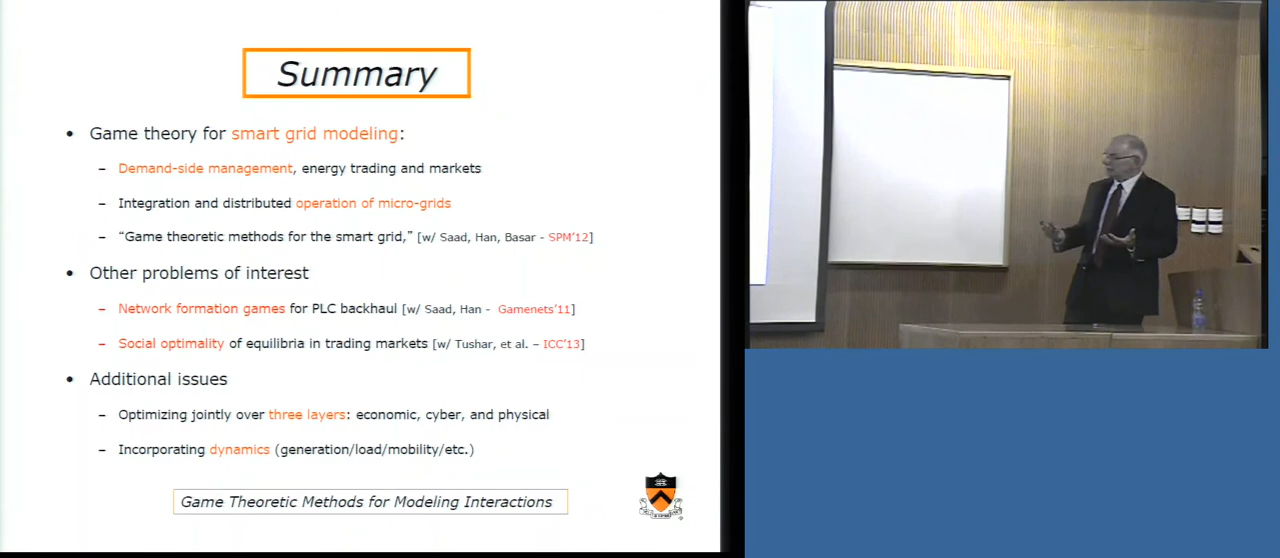 Summary
• Game theory for smart grid modeling:
– Demand-side management, energy trading and markets
– Integration and distributed operation of micro-grids
– “Game theoretic methods for the smart grid,” [w/ Saad, Han, Basar - SPM’12]
• Other problems of interest
– Network formation games for PLC backhaul [w/ Saad, Han - Gamenets’11]
– Social optimality of equilibria in trading markets [w/ Tushar, et al. – ICC’13]
• Additional issues
– Optimizing jointly over three layers: economic, cyber, and physical
– Incorporating dynamics (generation/load/mobility/etc.)
Game Theoretic Methods for Modeling Interactions